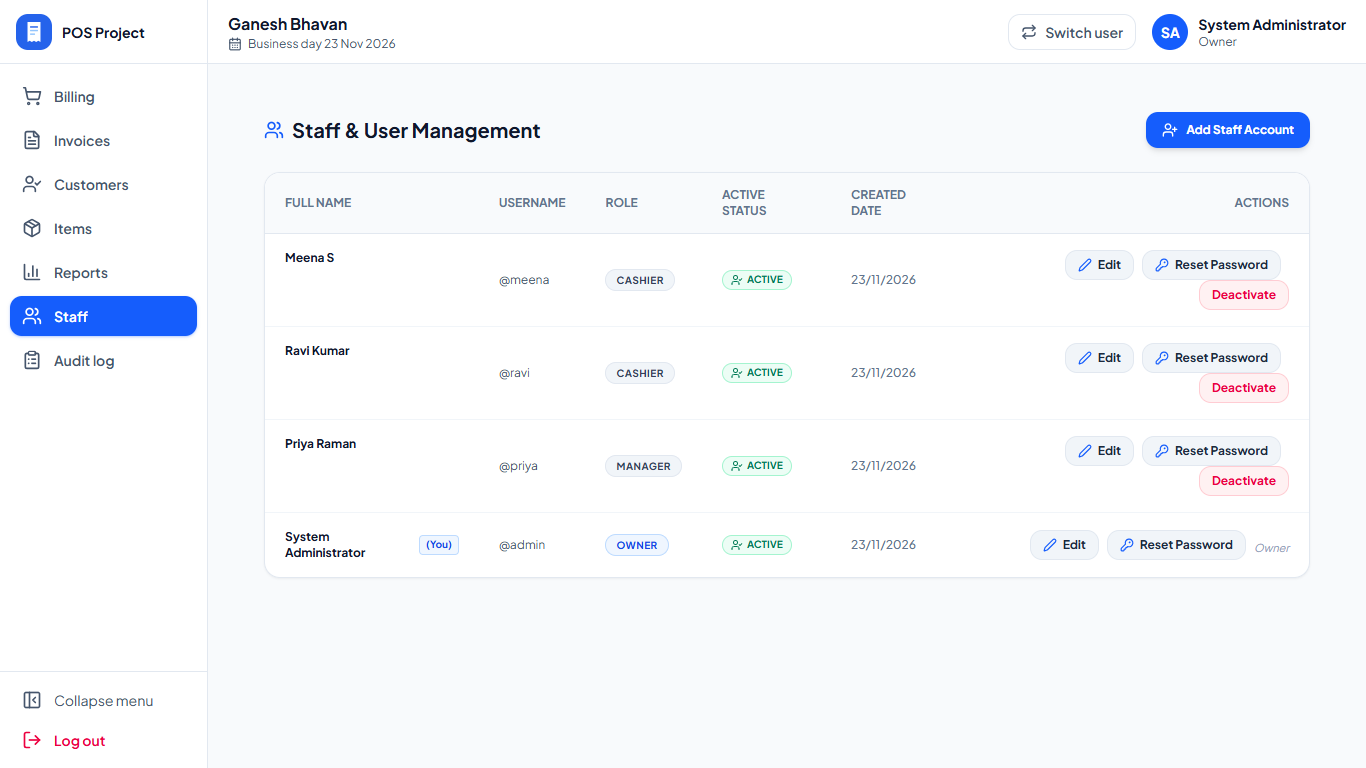 POS Project
Ganesh Bhavan
Business day 23 Nov 2026
Switch user
SA
System Administrator
Owner
Billing
Invoices
Customers
Items
Reports
Staff
Audit log
Collapse menu
Log out
Staff & User Management
Add Staff Account
FULL NAME USERNAME ROLE ACTIVE STATUS CREATED DATE ACTIONS
Meena S @meena CASHIER ACTIVE 23/11/2026 Edit Reset Password Deactivate
Ravi Kumar @ravi CASHIER ACTIVE 23/11/2026 Edit Reset Password Deactivate
Priya Raman @priya MANAGER ACTIVE 23/11/2026 Edit Reset Password Deactivate
System Administrator (You) @admin OWNER ACTIVE 23/11/2026 Edit Reset Password Owner